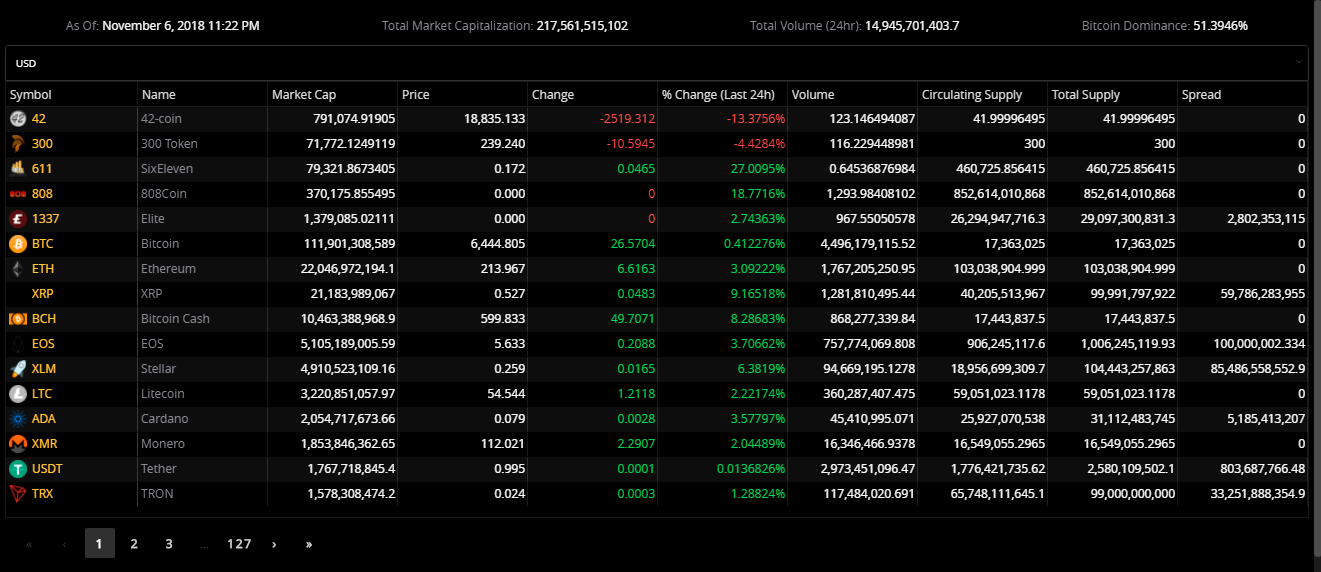 As Of: November 6, 2018 11:22 PM Total Market Capitalization: 217,561,515,102 Total Volume (24hr): 14,945,701,403.7 Bitcoin Dominance: 51.3946%
USD
Symbol Name Market Cap Price Change % Change (Last 24h) Volume Circulating Supply Total Supply Spread
42 42-coin 791,074.91905 18,835.133 -2519.312 -13.3756% 123.146494087 41.99996495 41.99996495 0
300 300 Token 71,772.1249119 239.240 -10.5945 -4.4284% 116.229448981 300 300 0
611 SixEleven 79,321.8673405 0.172 0.0465 27.0095% 0.64536876984 460,725.856415 460,725.856415 0
808 808Coin 370,175.855495 0.000 0 18.7716% 1,293.98408102 852,614,010,868 852,614,010,868 0
1337 Elite 1,379,085.02111 0.000 0 2.74363% 967.55050578 26,294,947,716.3 29,097,300,831.3 2,802,353,115
BTC Bitcoin 111,901,308,589 6,444.805 26.5704 0.412276% 4,496,179,115.52 17,363,025 17,363,025 0
ETH Ethereum 22,046,972,194.1 213.967 6.6163 3.09222% 1,767,205,250.95 103,038,904.999 103,038,904.999 0
XRP XRP 21,183,989,067 0.527 0.0483 9.16518% 1,281,810,495.44 40,205,513,967 99,991,797,922 59,786,283,955
BCH Bitcoin Cash 10,463,388,968.9 599.833 49.7071 8.28683% 868,277,339.84 17,443,837.5 17,443,837.5 0
EOS EOS 5,105,189,005.59 5.633 0.2088 3.70662% 757,774,069.808 906,245,117.6 1,006,245,119.93 100,000,002.334
XLM Stellar 4,910,523,109.16 0.259 0.0165 6.3819% 94,669,195.1278 18,956,699,309.7 104,443,257,863 85,486,558,552.9
LTC Litecoin 3,220,851,057.97 54.544 1.2118 2.22174% 360,287,407.475 59,051,023.1178 59,051,023.1178 0
ADA Cardano 2,054,717,673.66 0.079 0.0028 3.57797% 45,410,995.071 25,927,070,538 31,112,483,745 5,185,413,207
XMR Monero 1,853,846,362.65 112.021 2.2907 2.04489% 16,346,466.9378 16,549,055.2965 16,549,055.2965 0
USDT Tether 1,767,718,845.4 0.995 0.0001 0.0136826% 2,973,451,096.47 1,776,421,735.62 2,580,109,502.1 803,687,766.48
TRX TRON 1,578,308,474.2 0.024 0.0003 1.28824% 117,484,020.691 65,748,111,645.1 99,000,000,000 33,251,888,354.9
« ‹ 1 2 3 ... 127 › »